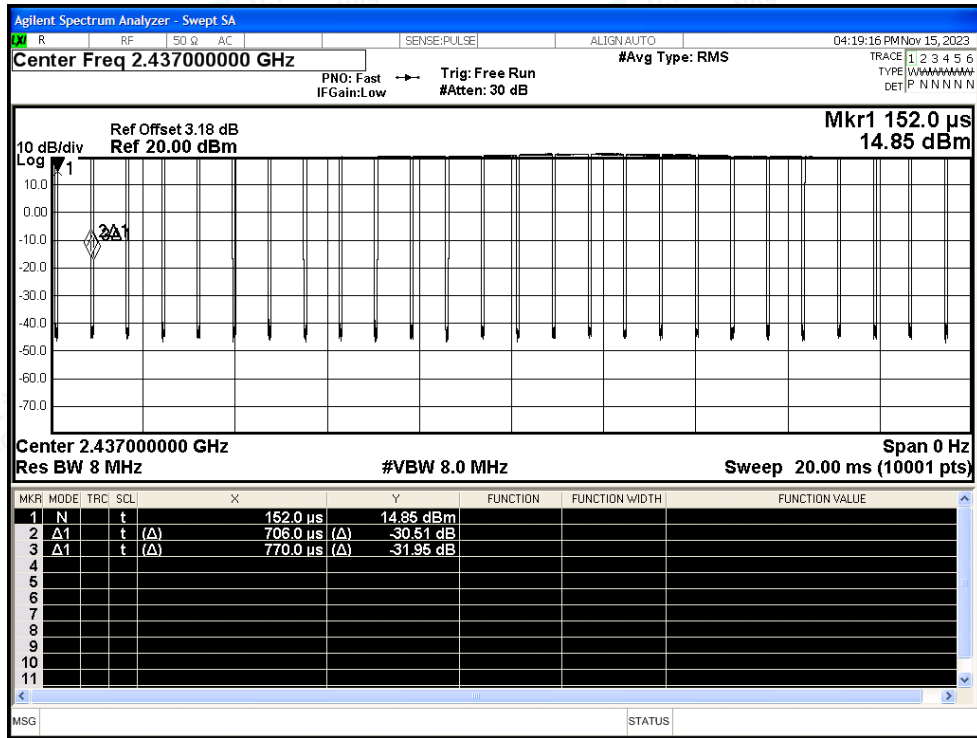 Agilent Spectrum Analyzer - Swept SA
LXI R RF 50 Ω AC SENSE:PULSE ALIGN AUTO 04:19:16 PM Nov 15, 2023
Center Freq 2.437000000 GHz
PNO: Fast
IFGain:Low
Trig: Free Run
#Atten: 30 dB
#Avg Type: RMS
TRACE 1 2 3 4 5 6
TYPE
DET P N N N N N
Mkr1 152.0 µs
14.85 dBm
Ref Offset 3.18 dB
10 dB/div Ref 20.00 dBm
Log
1
10.0
0.00
-10.0
-20.0
-30.0
-40.0
-50.0
-60.0
-70.0
Center 2.437000000 GHz Span 0 Hz
Res BW 8 MHz #VBW 8.0 MHz Sweep 20.00 ms (10001 pts)
MKR MODE TRC SCL X Y FUNCTION FUNCTION WIDTH FUNCTION VALUE
1 N t 152.0 µs 14.85 dBm
2 Δ1 t (Δ) 706.0 µs (Δ) -30.51 dB
3 Δ1 t (Δ) 770.0 µs (Δ) -31.95 dB
4
5
6
7
8
9
10
11
MSG STATUS